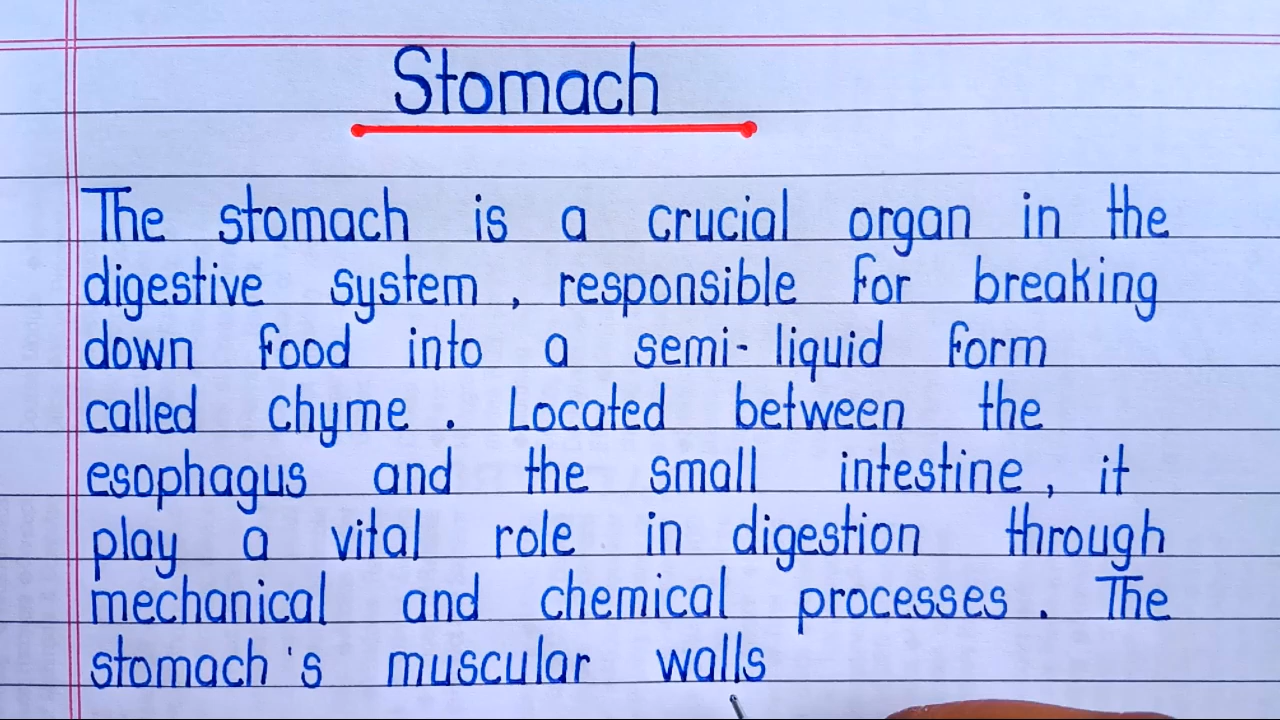 Stomach
The stomach is a crucial organ in the
digestive system, responsible for breaking
down food into a semi-liquid form
called chyme. Located between the
esophagus and the small intestine, it
play a vital role in digestion through
mechanical and chemical processes. The
stomach's muscular walls